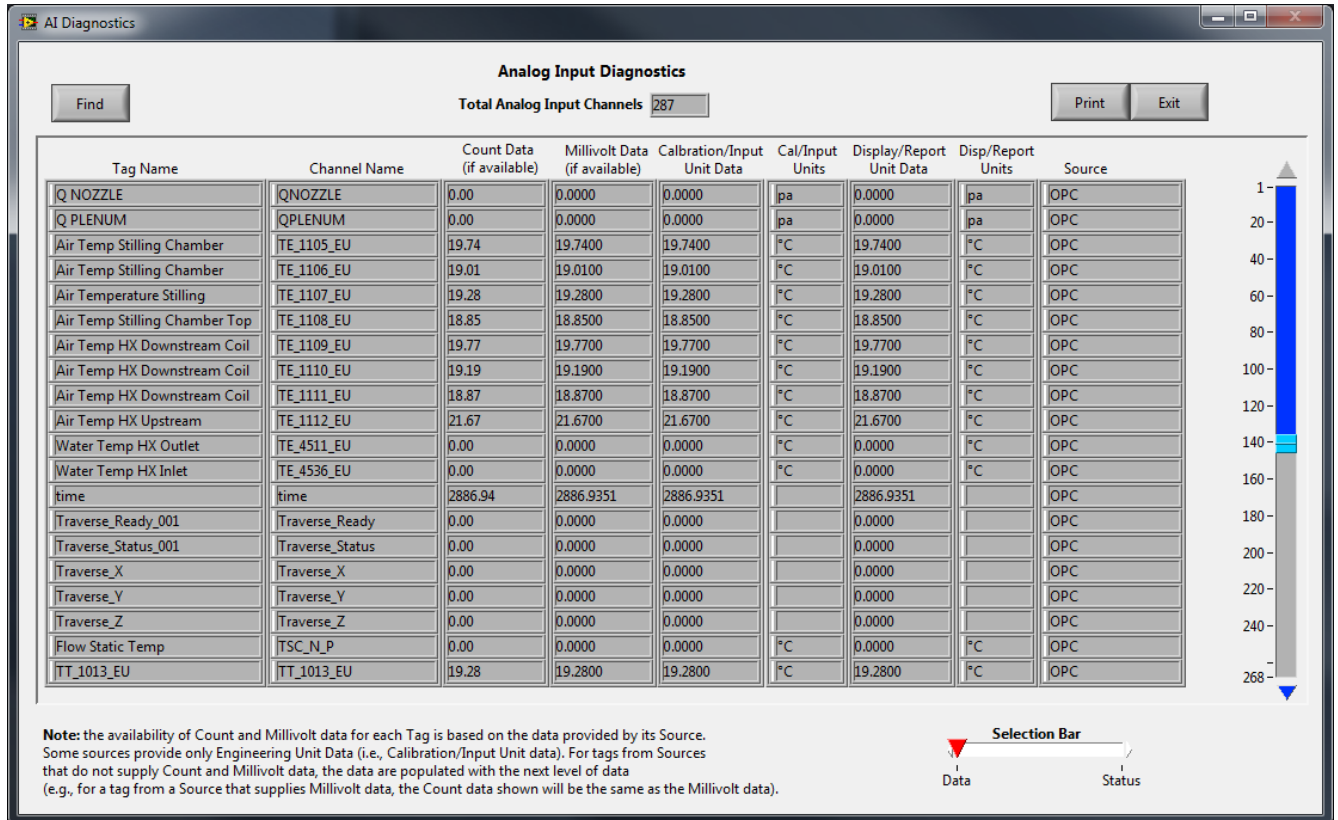 AI Diagnostics
Analog Input Diagnostics
Find
Total Analog Input Channels 287
Print Exit
Count Data Millivolt Data Calbration/Input Cal/Input Display/Report Disp/Report
Tag Name Channel Name (if available) (if available) Unit Data Units Unit Data Units Source
Q NOZZLE QNOZZLE 0.00 0.0000 0.0000 pa 0.0000 pa OPC
Q PLENUM QPLENUM 0.00 0.0000 0.0000 pa 0.0000 pa OPC
Air Temp Stilling Chamber TE_1105_EU 19.74 19.7400 19.7400 °C 19.7400 °C OPC
Air Temp Stilling Chamber TE_1106_EU 19.01 19.0100 19.0100 °C 19.0100 °C OPC
Air Temperature Stilling TE_1107_EU 19.28 19.2800 19.2800 °C 19.2800 °C OPC
Air Temp Stilling Chamber Top TE_1108_EU 18.85 18.8500 18.8500 °C 18.8500 °C OPC
Air Temp HX Downstream Coil TE_1109_EU 19.77 19.7700 19.7700 °C 19.7700 °C OPC
Air Temp HX Downstream Coil TE_1110_EU 19.19 19.1900 19.1900 °C 19.1900 °C OPC
Air Temp HX Downstream Coil TE_1111_EU 18.87 18.8700 18.8700 °C 18.8700 °C OPC
Air Temp HX Upstream TE_1112_EU 21.67 21.6700 21.6700 °C 21.6700 °C OPC
Water Temp HX Outlet TE_4511_EU 0.00 0.0000 0.0000 °C 0.0000 °C OPC
Water Temp HX Inlet TE_4536_EU 0.00 0.0000 0.0000 °C 0.0000 °C OPC
time time 2886.94 2886.9351 2886.9351 2886.9351 OPC
Traverse_Ready_001 Traverse_Ready 0.00 0.0000 0.0000 0.0000 OPC
Traverse_Status_001 Traverse_Status 0.00 0.0000 0.0000 0.0000 OPC
Traverse_X Traverse_X 0.00 0.0000 0.0000 0.0000 OPC
Traverse_Y Traverse_Y 0.00 0.0000 0.0000 0.0000 OPC
Traverse_Z Traverse_Z 0.00 0.0000 0.0000 0.0000 OPC
Flow Static Temp TSC_N_P 0.00 0.0000 0.0000 °C 0.0000 °C OPC
TT_1013_EU TT_1013_EU 19.28 19.2800 19.2800 °C 19.2800 °C OPC
1
20
40
60
80
100
120
140
160
180
200
220
240
268
Note: the availability of Count and Millivolt data for each Tag is based on the data provided by its Source.
Some sources provide only Engineering Unit Data (i.e., Calibration/Input Unit data). For tags from Sources
that do not supply Count and Millivolt data, the data are populated with the next level of data
(e.g., for a tag from a Source that supplies Millivolt data, the Count data shown will be the same as the Millivolt data).
Selection Bar
Data Status